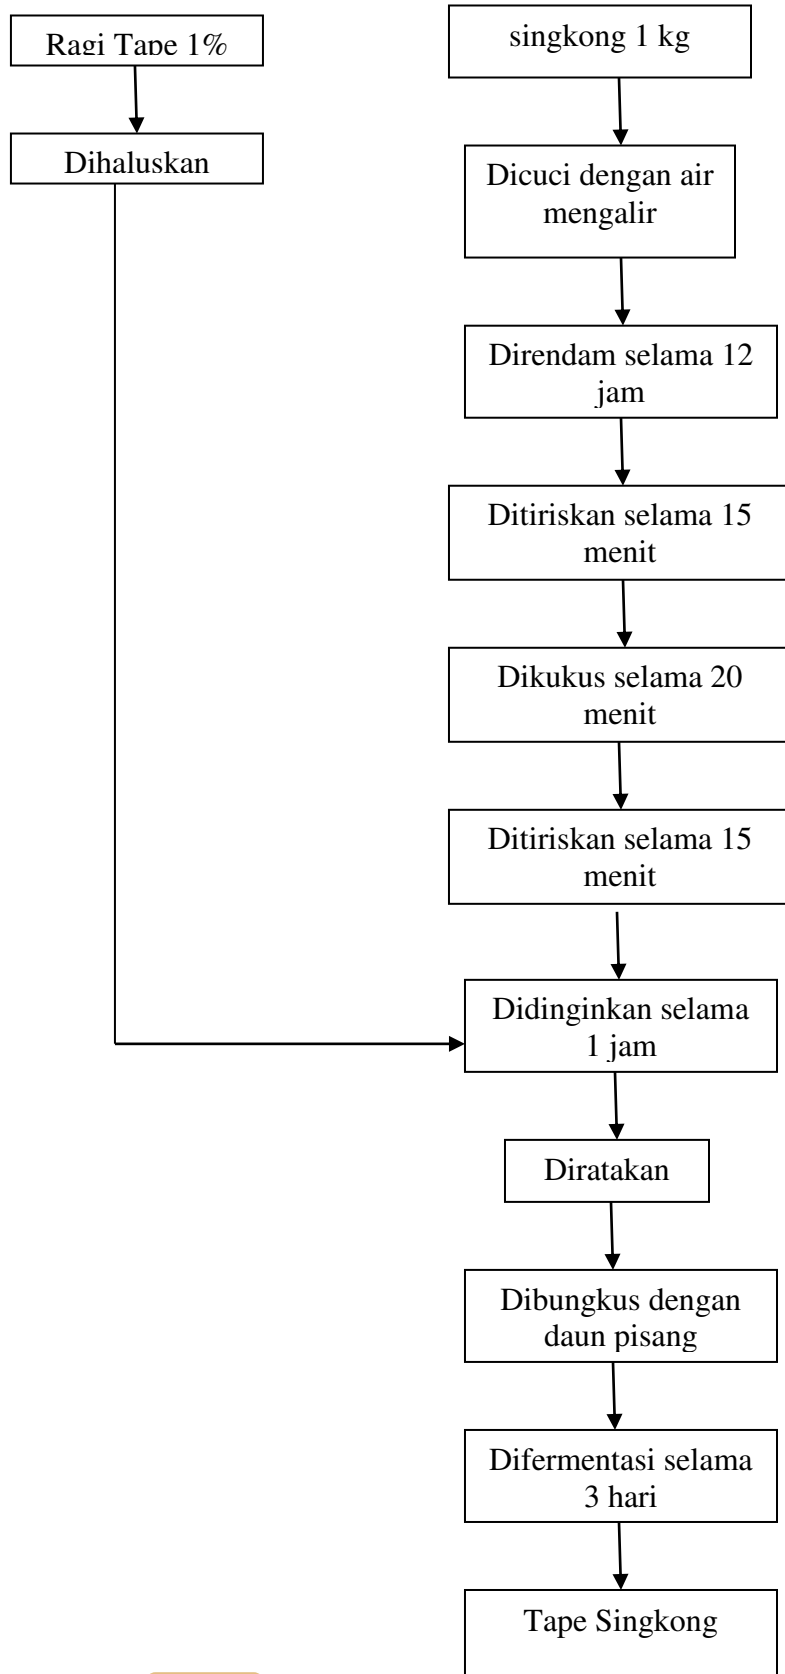 Ragi Tape 1%
Dihaluskan
singkong 1 kg
Dicuci dengan air
mengalir
Direndam selama 12
jam
Ditiriskan selama 15
menit
Dikukus selama 20
menit
Ditiriskan selama 15
menit
Didinginkan selama
1 jam
Diratakan
Dibungkus dengan
daun pisang
Difermentasi selama
3 hari
Tape Singkong